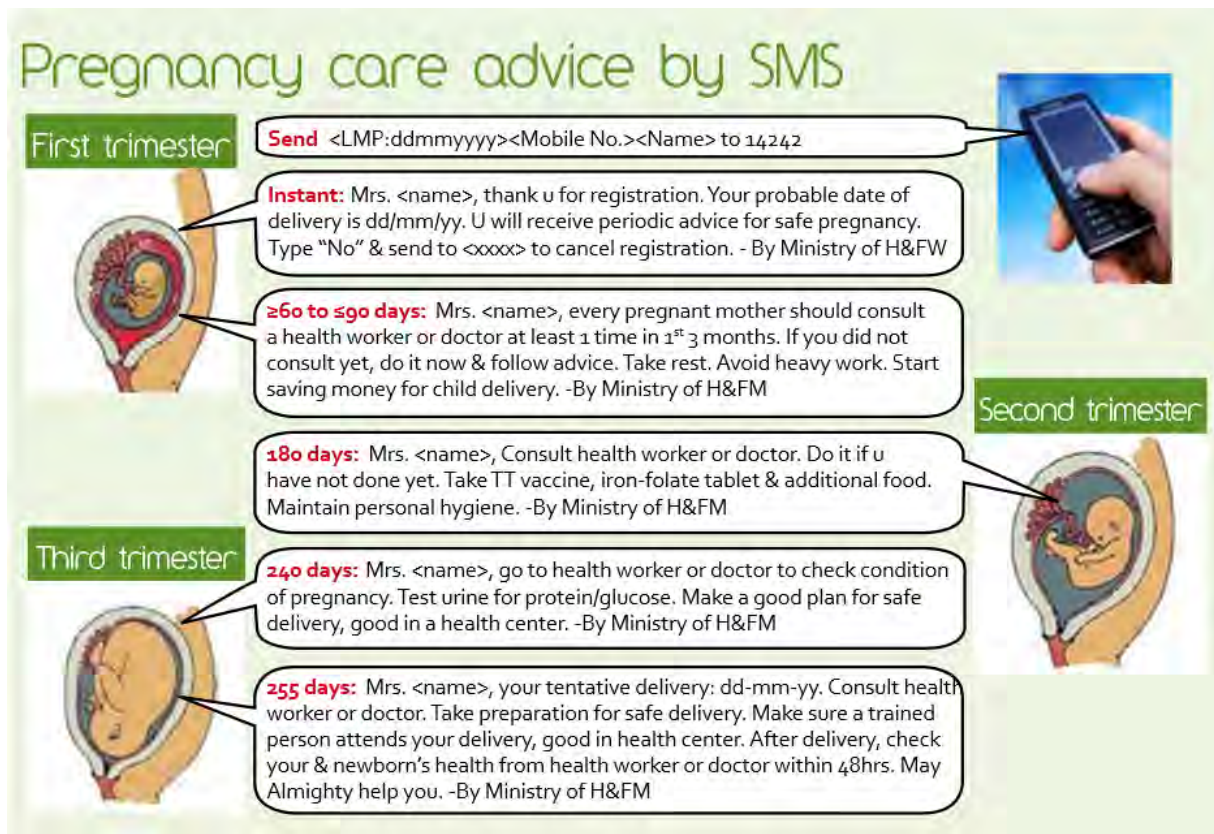 Pregnancy care advice by SMS
First trimester
Send <LMP:ddmmyyyy><Mobile No.><Name> to 14242
Instant: Mrs. <name>, thank u for registration. Your probable date of
delivery is dd/mm/yy. U will receive periodic advice for safe pregnancy.
Type “No” & send to <xxxx> to cancel registration. - By Ministry of H&FW
≥60 to ≤90 days: Mrs. <name>, every pregnant mother should consult
a health worker or doctor at least 1 time in 1st 3 months. If you did not
consult yet, do it now & follow advice. Take rest. Avoid heavy work. Start
saving money for child delivery. -By Ministry of H&FM
Second trimester
180 days: Mrs. <name>, Consult health worker or doctor. Do it if u
have not done yet. Take TT vaccine, iron-folate tablet & additional food.
Maintain personal hygiene. -By Ministry of H&FM
Third trimester
240 days: Mrs. <name>, go to health worker or doctor to check condition
of pregnancy. Test urine for protein/glucose. Make a good plan for safe
delivery, good in a health center. -By Ministry of H&FM
255 days: Mrs. <name>, your tentative delivery: dd-mm-yy. Consult health
worker or doctor. Take preparation for safe delivery. Make sure a trained
person attends your delivery, good in health center. After delivery, check
your & newborn’s health from health worker or doctor within 48hrs. May
Almighty help you. -By Ministry of H&FM